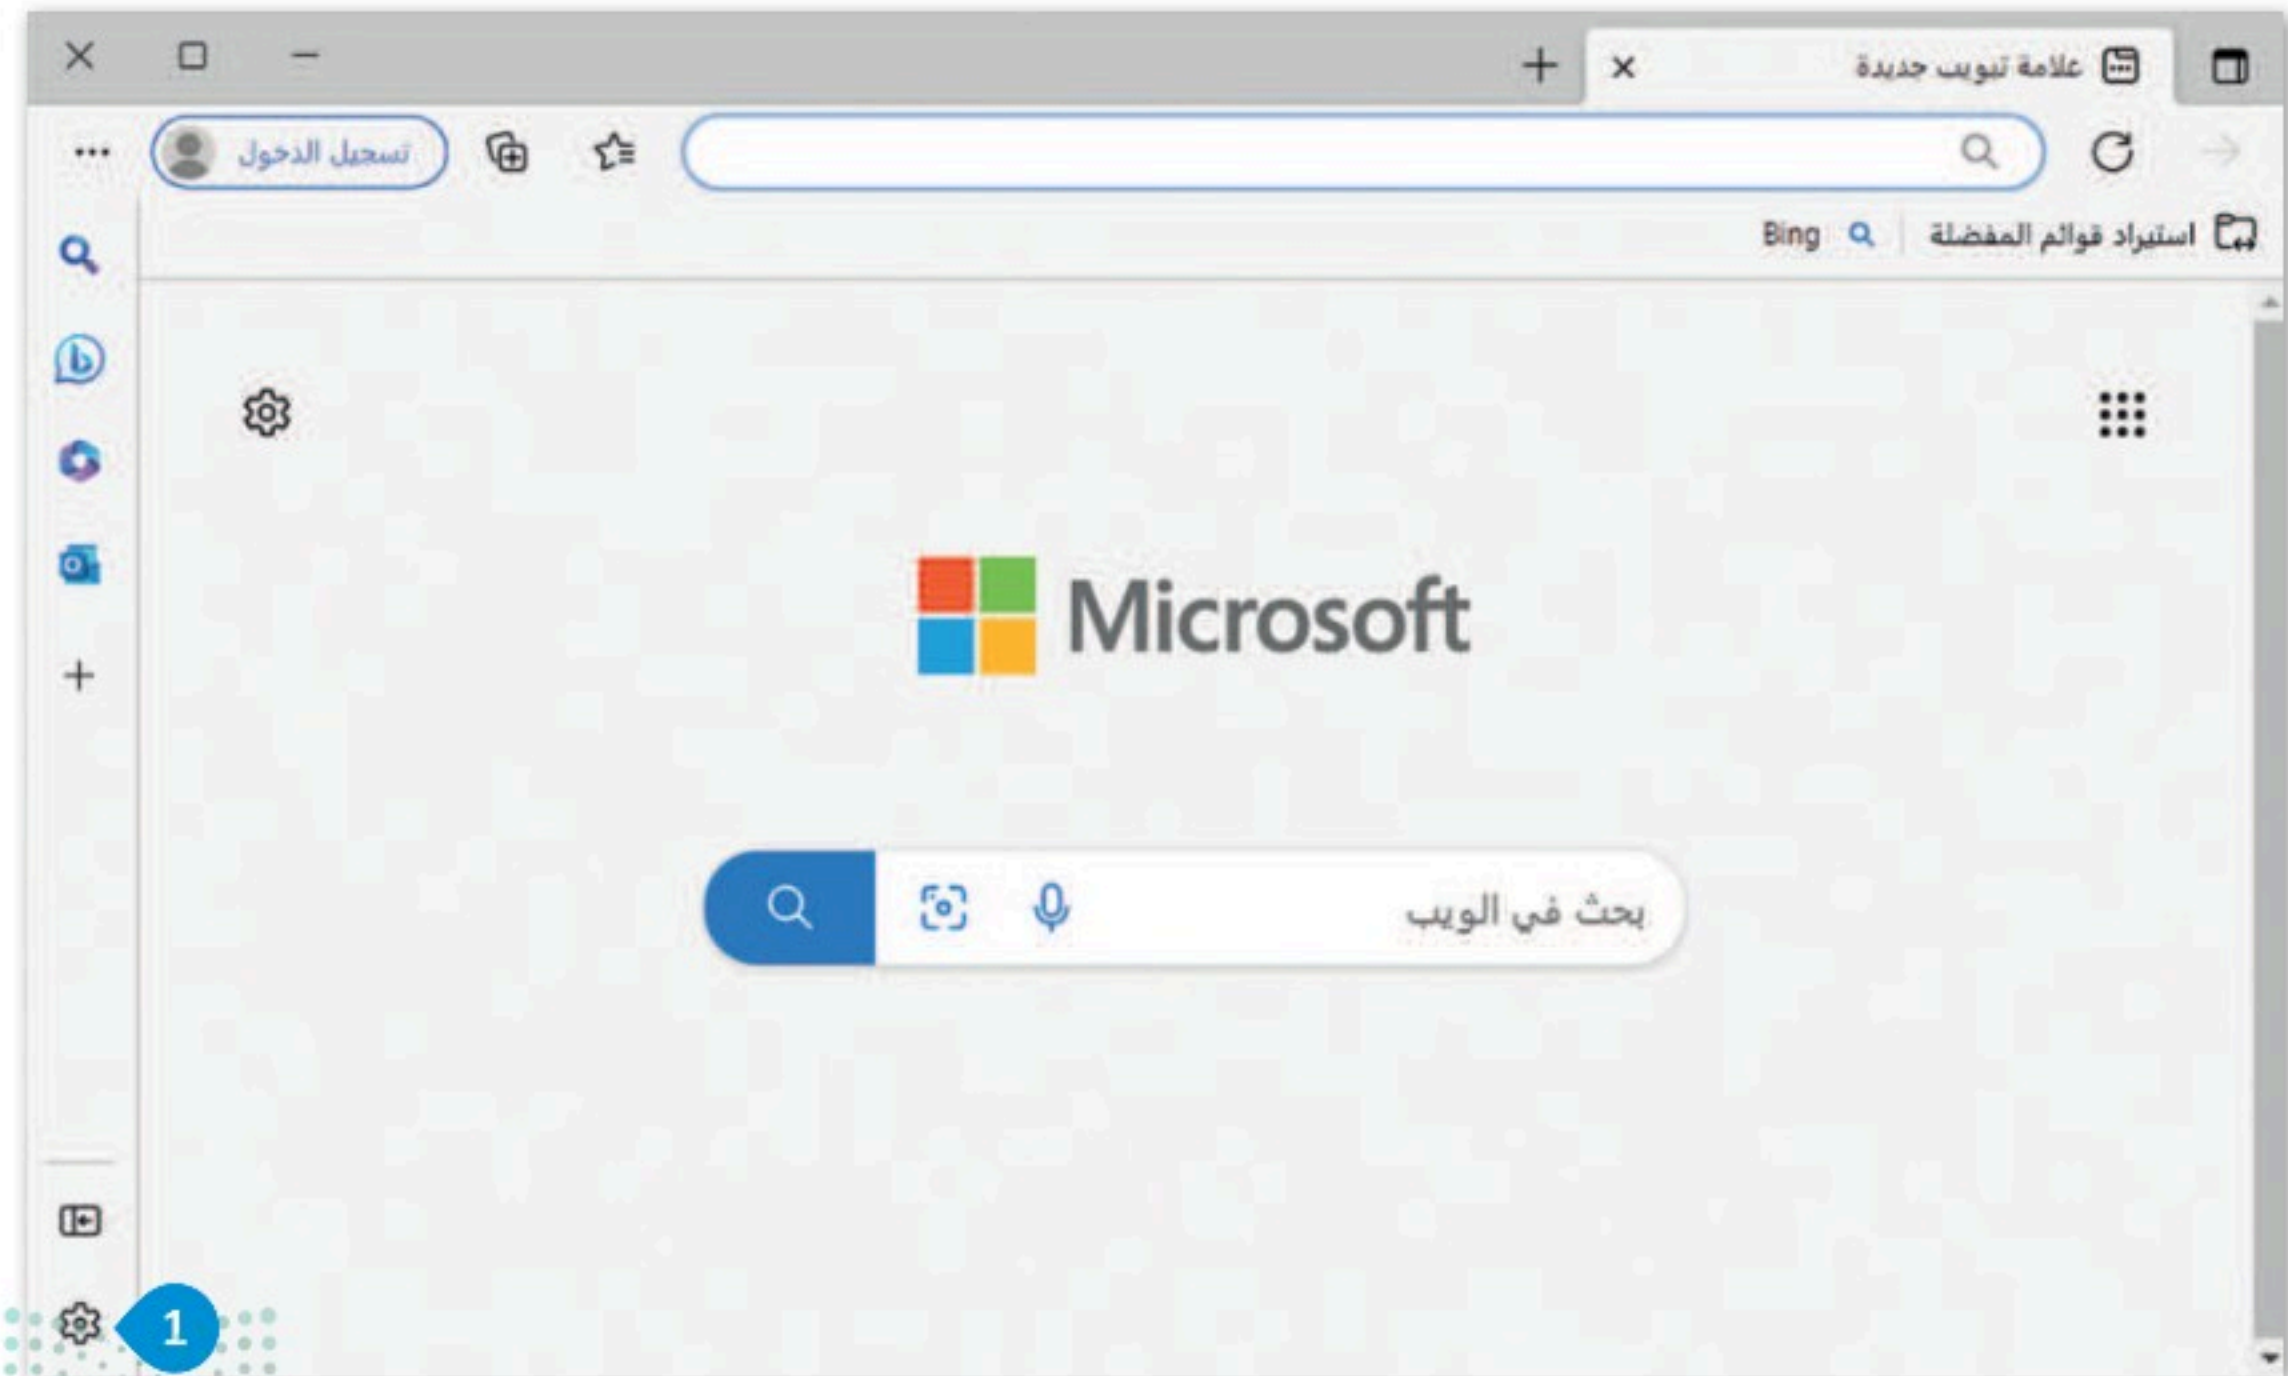 علامة تبويب جديدة
تسجيل الدخول
استيراد قوائم المفضلة Bing
Microsoft
بحث في الويب
1